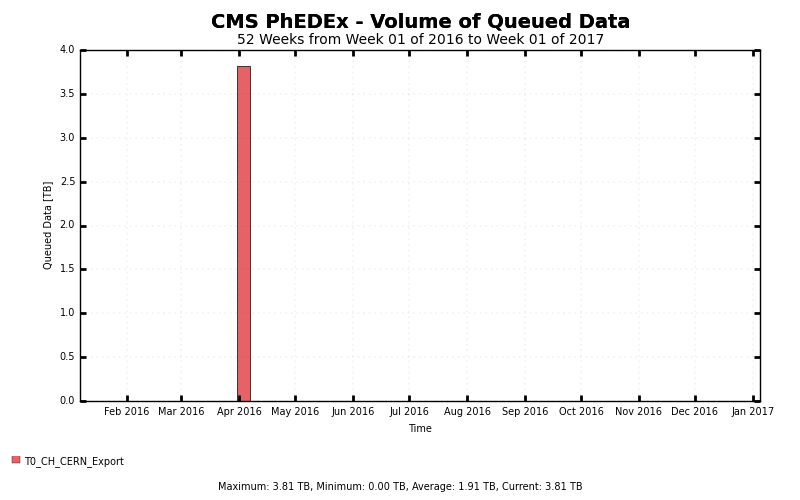 CMS PhEDEx - Volume of Queued Data
52 Weeks from Week 01 of 2016 to Week 01 of 2017
4.0
3.5
3.0
2.5
2.0
1.5
1.0
0.5
0.0
Queued Data [TB]
Feb 2016 Mar 2016 Apr 2016 May 2016 Jun 2016 Jul 2016 Aug 2016 Sep 2016 Oct 2016 Nov 2016 Dec 2016 Jan 2017
Time
T0_CH_CERN_Export
Maximum: 3.81 TB, Minimum: 0.00 TB, Average: 1.91 TB, Current: 3.81 TB